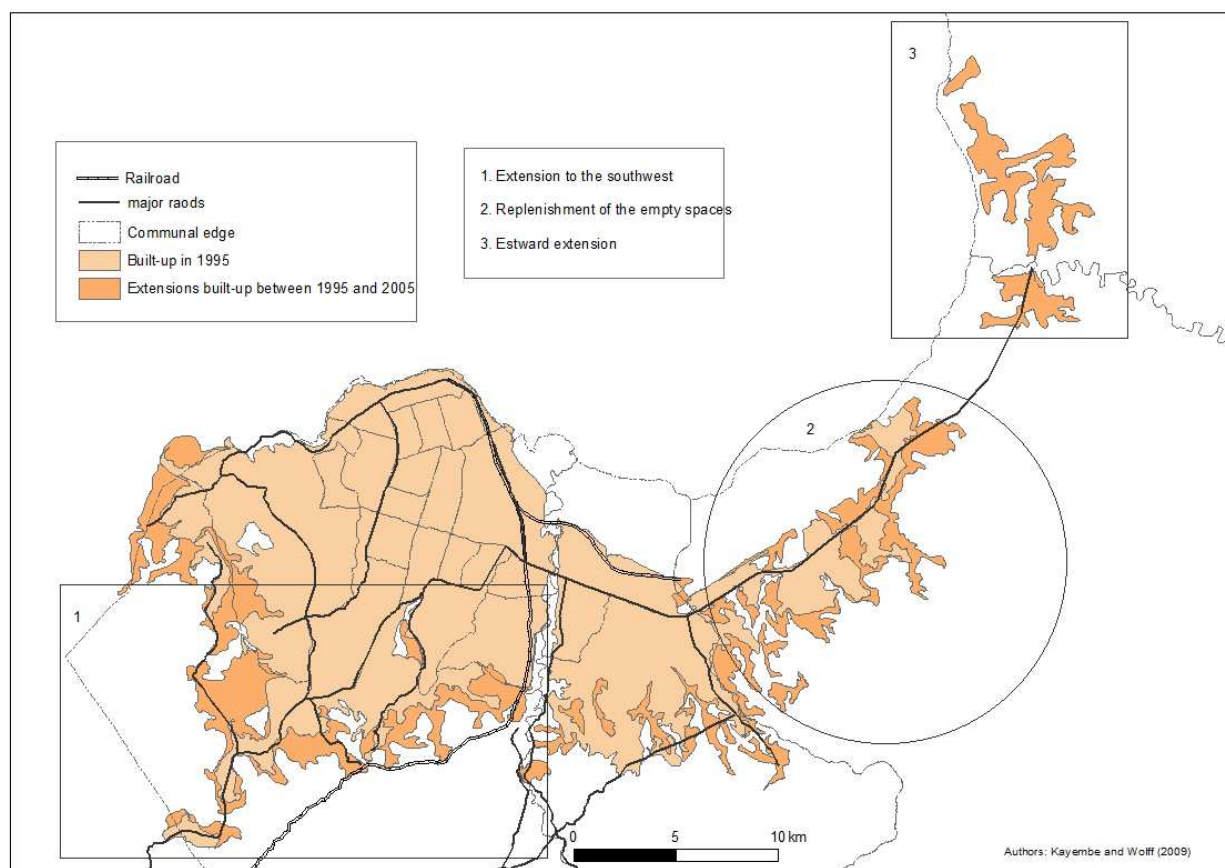 3
Railroad
major raods
Communal edge
Built-up in 1995
Extensions built-up between 1995 and 2005
1. Extension to the southwest
2. Replenishment of the empty spaces
3. Estward extension
2
1
0 5 10 km
Authors: Kayembe and Wolff (2009)